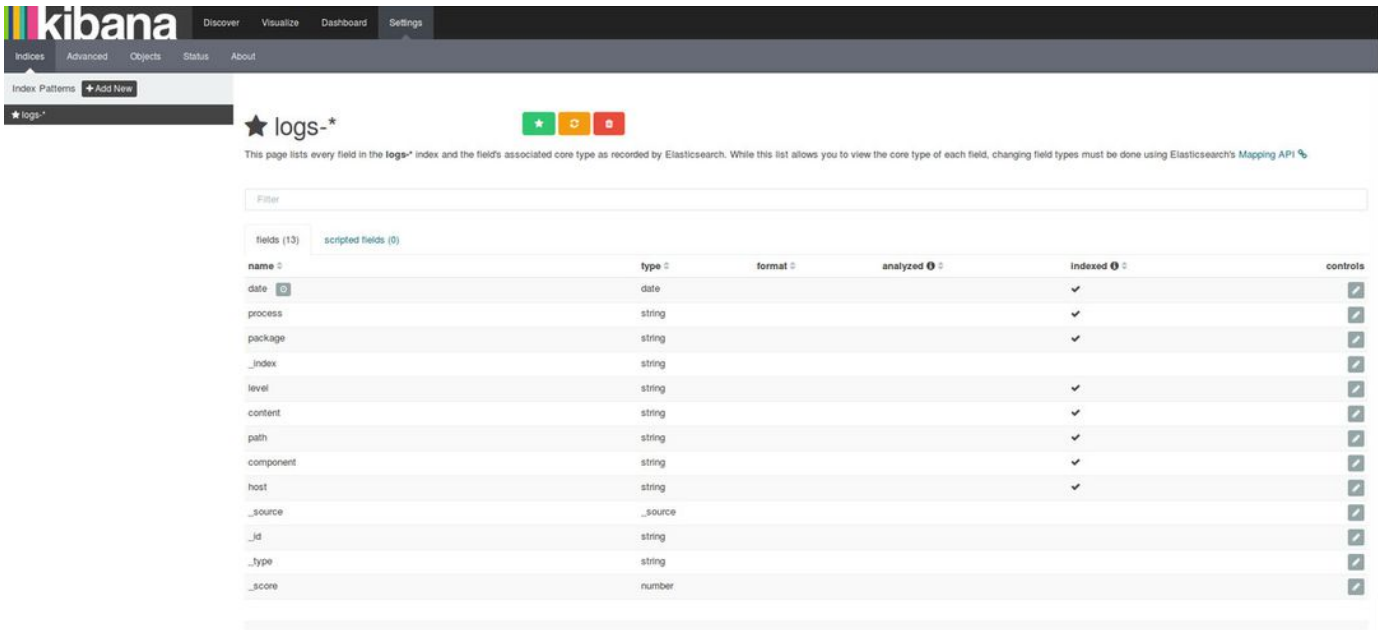 kibana Discover Visualize Dashboard Settings
Indices Advanced Objects Status About
Index Patterns + Add New
logs-*
logs-*
This page lists every field in the logs-* index and the field's associated core type as recorded by Elasticsearch. While this list allows you to view the core type of each field, changing field types must be done using Elasticsearch's Mapping API
Filter
fields (13) scripted fields (0)
name type format analyzed indexed controls
date date
process string
package string
_index string
level string
content string
path string
component string
host string
_source _source
_id string
_type string
_score number